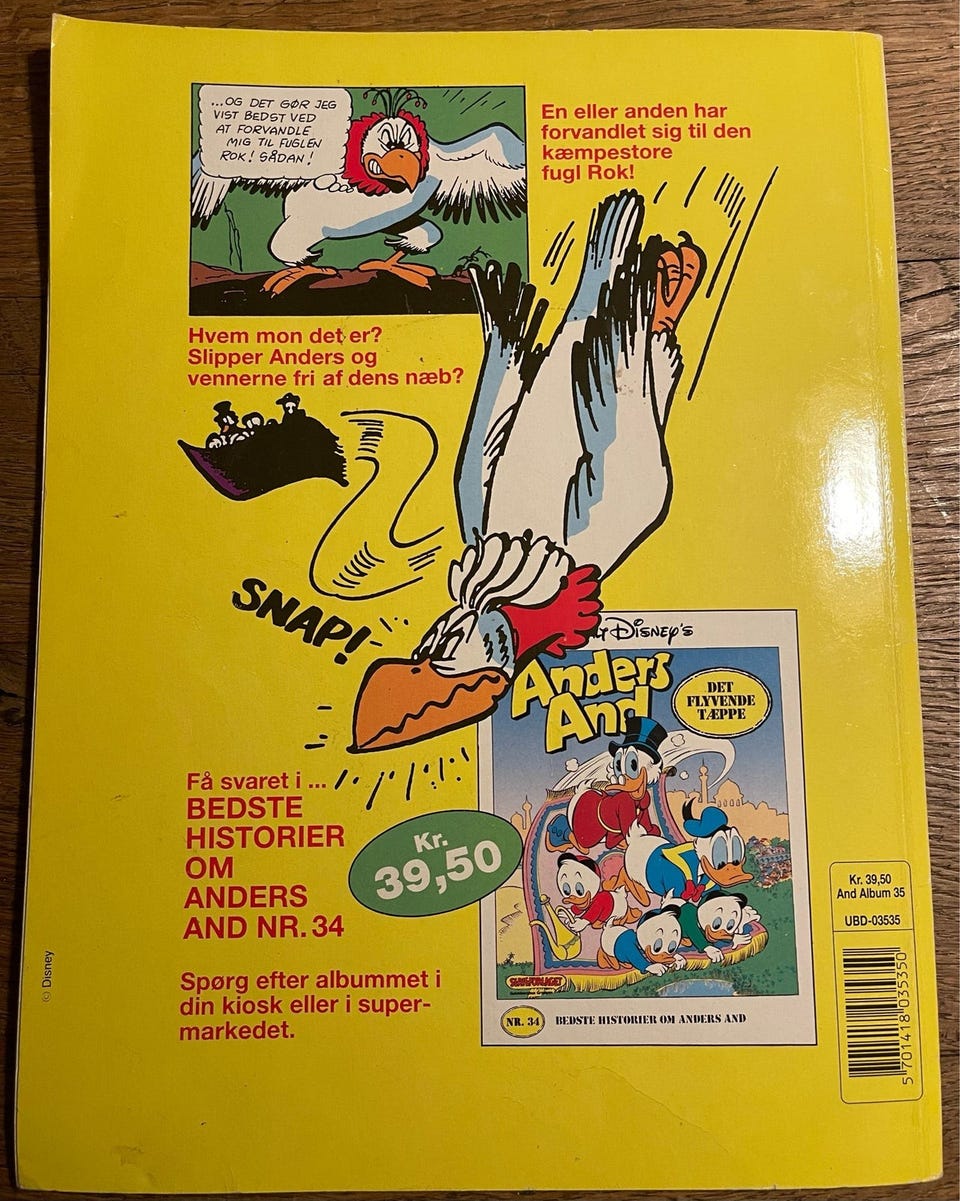 ...OG DET GØR JEG
VIST BEDST VED
AT FORVANDLE
MIG TIL FUGLEN
ROK! SÅDAN!
En eller anden har
forvandlet sig til den
kæmpestore
fugl Rok!
Hvem mon det er?
Slipper Anders og
vennerne fri af dens næb?
SNAP!
DISNEY'S
Anders
And
DET
FLYVENDE
TÆPPE
Få svaret i ...
BEDSTE
HISTORIER
OM
ANDERS
AND NR. 34
Kr.
39,50
Spørg efter albummet i
din kiosk eller i super-
markedet.
NR. 34
BEDSTE HISTORIER OM ANDERS AND
© Disney
Kr. 39,50
And Album 35
UBD-03535
5 701418 035350